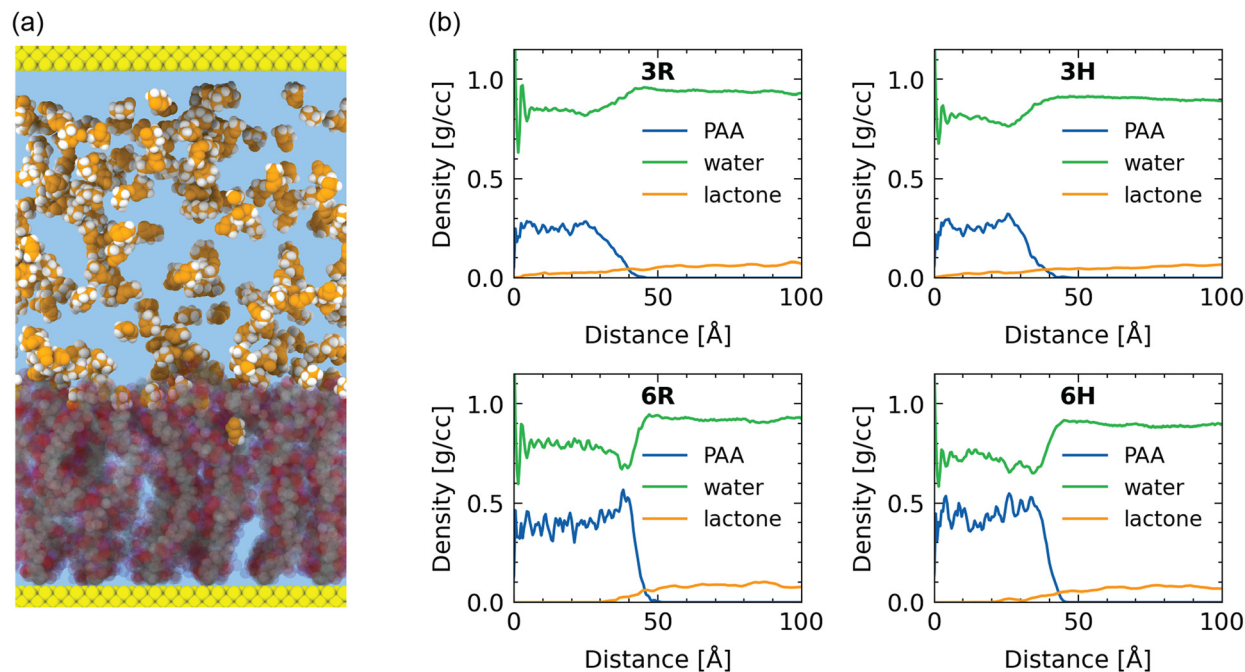 (a)
(b)
3R
PAA
water
lactone
Density [g/cc]
1.0
0.5
0.0
0
50
100
Distance [Å]
3H
PAA
water
lactone
Density [g/cc]
1.0
0.5
0.0
0
50
100
Distance [Å]
6R
PAA
water
lactone
Density [g/cc]
1.0
0.5
0.0
0
50
100
Distance [Å]
6H
PAA
water
lactone
Density [g/cc]
1.0
0.5
0.0
0
50
100
Distance [Å]